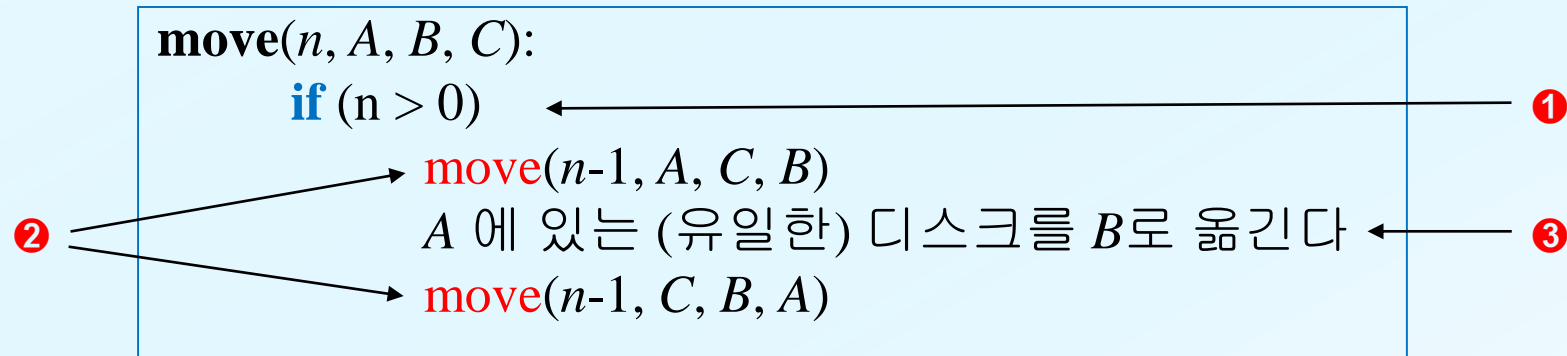 move(n, A, B, C):
if (n > 0)
❶
move(n-1, A, C, B)
❷
A 에 있는 (유일한) 디스크를 B로 옮긴다
❸
move(n-1, C, B, A)